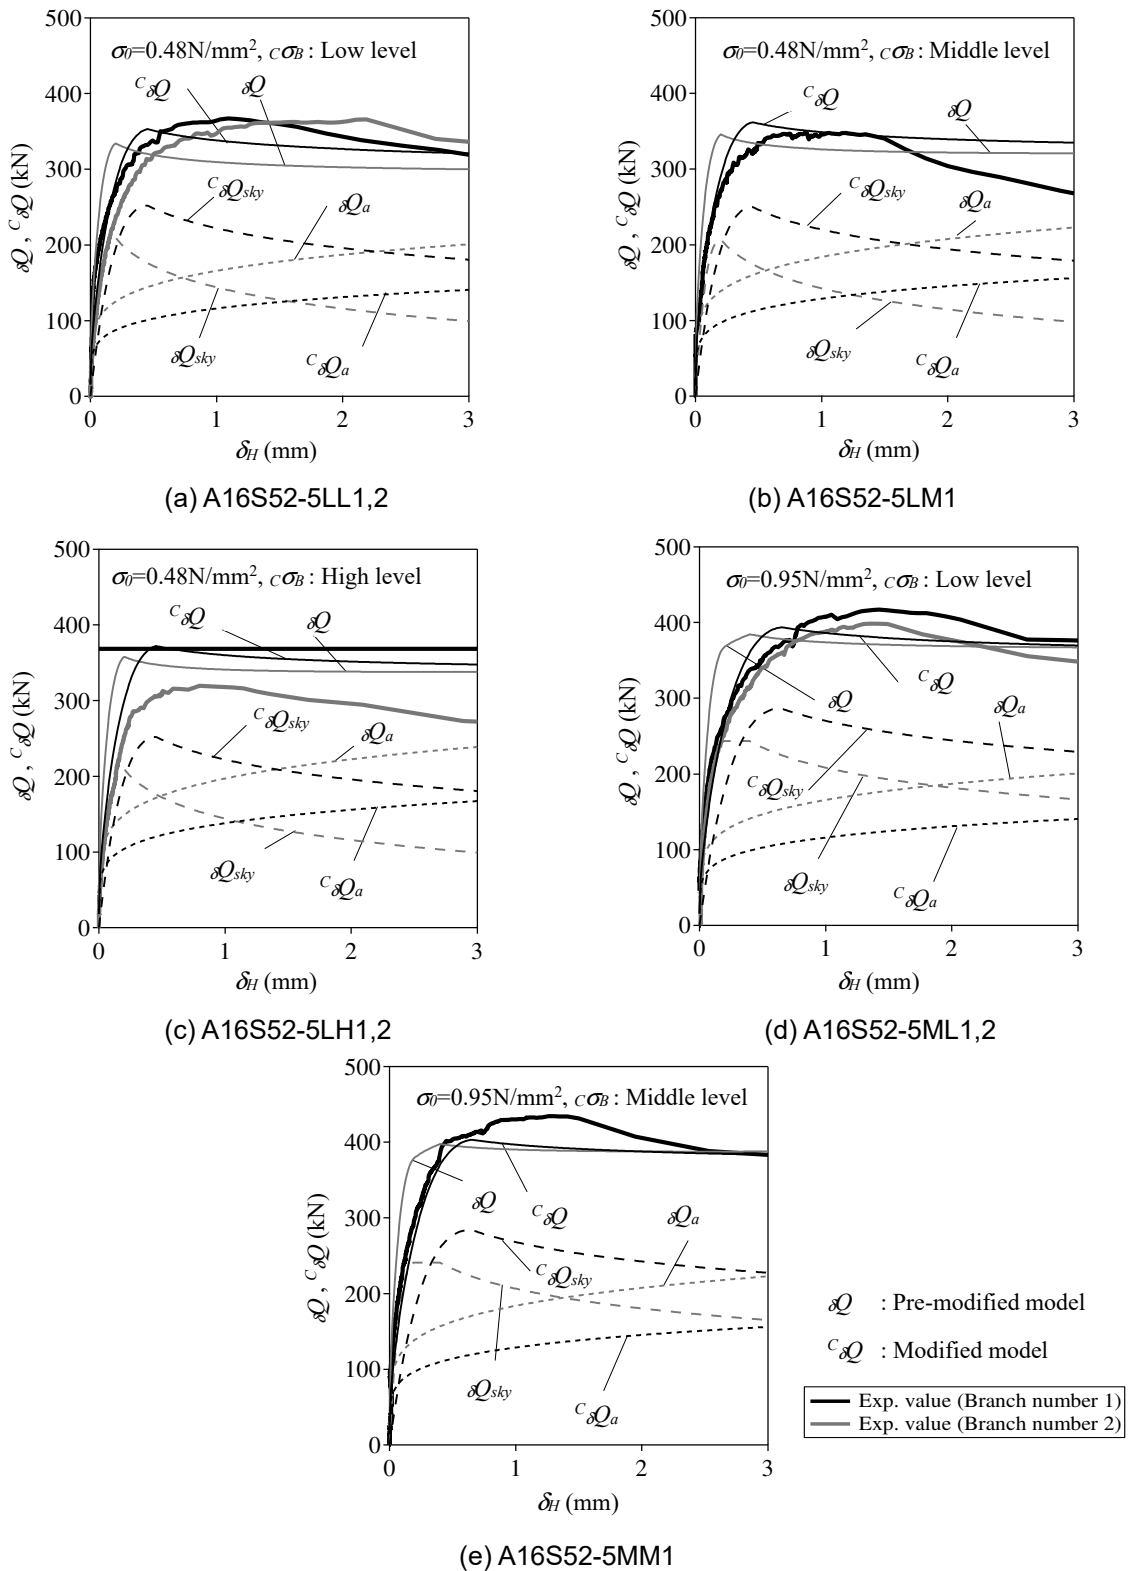 500
400
300
200
100
0
0 1 2 3
δQ , CδQ (kN)
σ0=0.48N/mm2, CσB : Low level
CδQ
δQ
CδQsky
δQa
δQsky
CδQa
δH (mm)
(a) A16S52-5LL1,2
500
400
300
200
100
0
0 1 2 3
δQ , CδQ (kN)
σ0=0.48N/mm2, CσB : Middle level
CδQ
δQ
CδQsky
δQa
δQsky
CδQa
δH (mm)
(b) A16S52-5LM1
500
400
300
200
100
0
0 1 2 3
δQ , CδQ (kN)
σ0=0.48N/mm2, CσB : High level
CδQ
δQ
CδQsky
δQa
δQsky
CδQa
δH (mm)
(c) A16S52-5LH1,2
500
400
300
200
100
0
0 1 2 3
δQ , CδQ (kN)
σ0=0.95N/mm2, CσB : Low level
CδQ
δQ
δQa
CδQsky
δQsky
CδQa
δH (mm)
(d) A16S52-5ML1,2
500
400
300
200
100
0
0 1 2 3
δQ , CδQ (kN)
σ0=0.95N/mm2, CσB : Middle level
δQ
CδQ
δQa
CδQsky
δQsky
CδQa
δH (mm)
(e) A16S52-5MM1
δQ : Pre-modified model
CδQ : Modified model
Exp. value (Branch number 1)
Exp. value (Branch number 2)